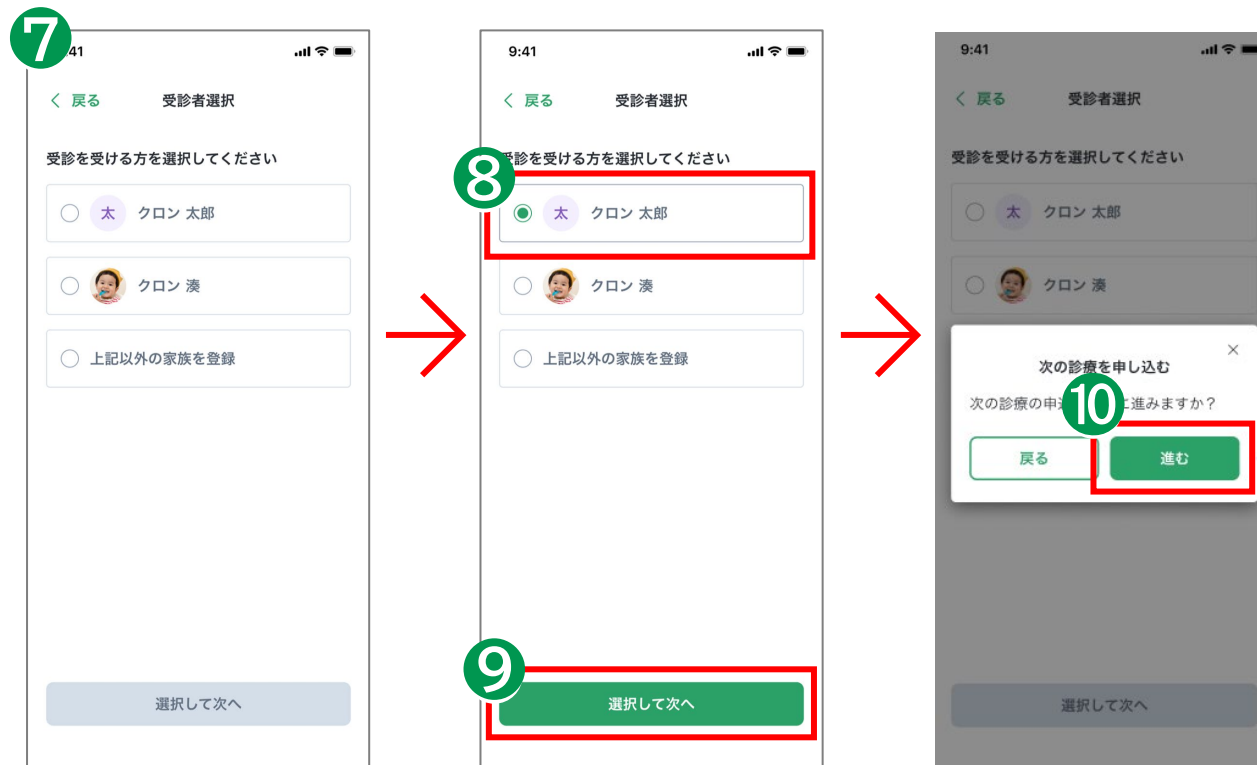 7
41
戻る
受診者選択
受診を受ける方を選択してください
太
クロン 太郎
クロン 湊
上記以外の家族を登録
選択して次へ
9:41
戻る
受診者選択
8
受診を受ける方を選択してください
太
クロン 太郎
クロン 湊
上記以外の家族を登録
9
選択して次へ
9:41
戻る
受診者選択
受診を受ける方を選択してください
太
クロン 太郎
クロン 湊
次の診療を申し込む
10
次の診療の申 に進みますか？
戻る
進む
選択して次へ